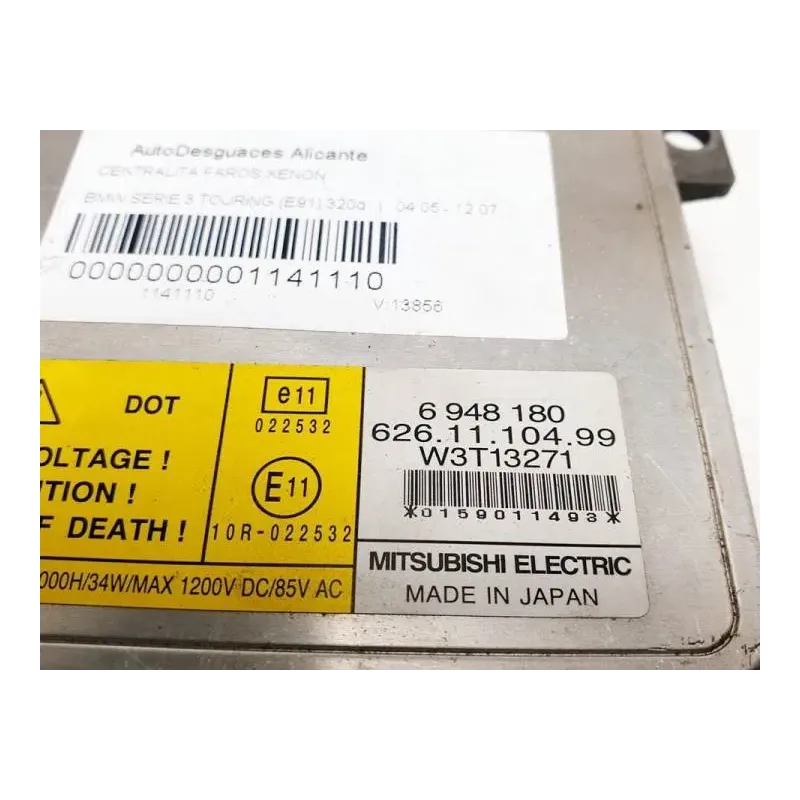 AutoDesguaces Alicante
CENTRALITA FAROS XENON
BMW SERIE 3 TOURING (E91) 320d | 04.05 - 12.07
0000000001141110
1141110
V:13856
DOT
OLTAGE !
TION !
F DEATH !
000H/34W/MAX 1200V DC/85V AC
e11
022532
E11
10R-022532
6 948 180
626.11.104.99
W3T13271
*0159011493*
MITSUBISHI ELECTRIC
MADE IN JAPAN